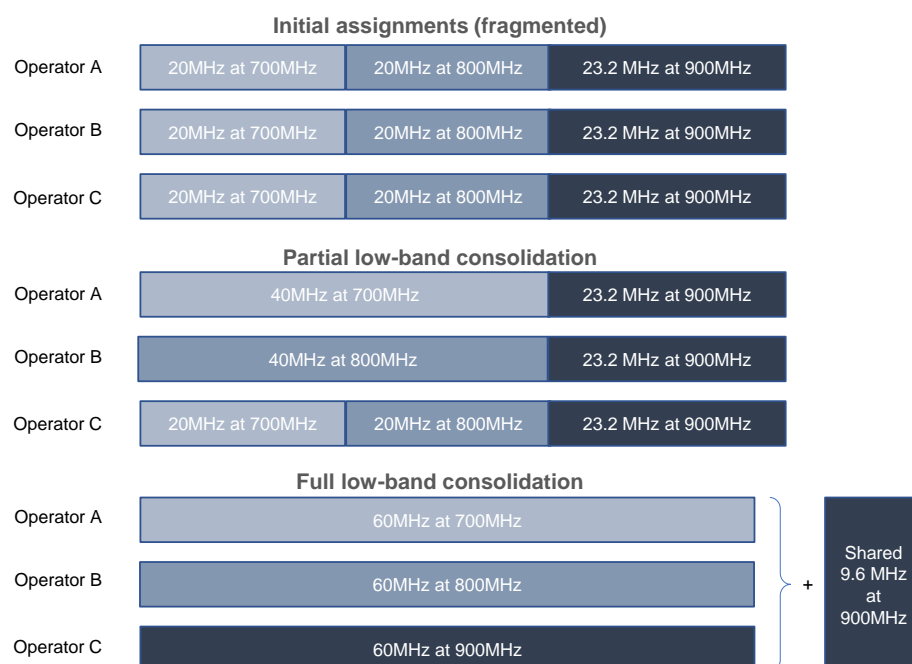 Initial assignments (fragmented)
Operator A
20MHz at 700MHz
20MHz at 800MHz
23.2 MHz at 900MHz
Operator B
20MHz at 700MHz
20MHz at 800MHz
23.2 MHz at 900MHz
Operator C
20MHz at 700MHz
20MHz at 800MHz
23.2 MHz at 900MHz
Partial low-band consolidation
Operator A
40MHz at 700MHz
23.2 MHz at 900MHz
Operator B
40MHz at 800MHz
23.2 MHz at 900MHz
Operator C
20MHz at 700MHz
20MHz at 800MHz
23.2 MHz at 900MHz
Full low-band consolidation
Operator A
60MHz at 700MHz
Operator B
60MHz at 800MHz
Operator C
60MHz at 900MHz
+
Shared
9.6 MHz
at
900MHz